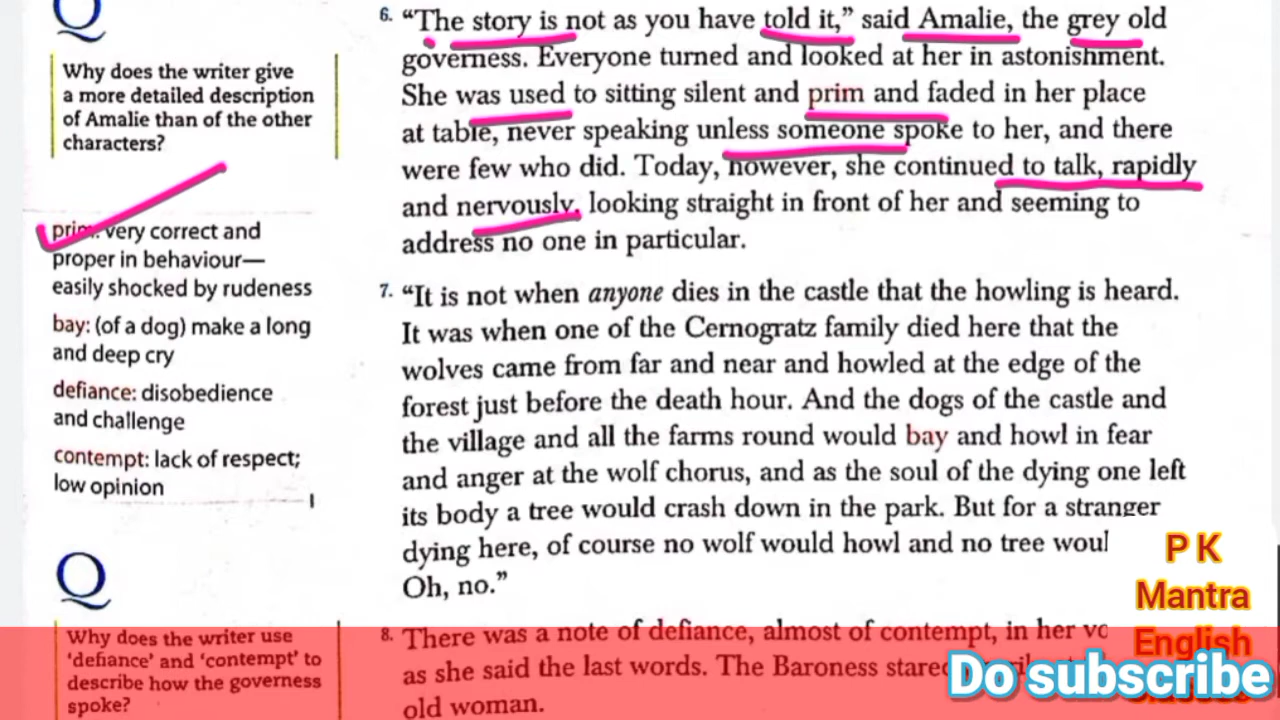 Q
Why does the writer give
a more detailed description
of Amalie than of the other
characters?
prim: very correct and
proper in behaviour—
easily shocked by rudeness
bay: (of a dog) make a long
and deep cry
defiance: disobedience
and challenge
contempt: lack of respect;
low opinion
Q
Why does the writer use
'defiance' and 'contempt' to
describe how the governess
spoke?
6. “The story is not as you have told it,” said Amalie, the grey old
governess. Everyone turned and looked at her in astonishment.
She was used to sitting silent and prim and faded in her place
at table, never speaking unless someone spoke to her, and there
were few who did. Today, however, she continued to talk, rapidly
and nervously, looking straight in front of her and seeming to
address no one in particular.
7. “It is not when anyone dies in the castle that the howling is heard.
It was when one of the Cernogratz family died here that the
wolves came from far and near and howled at the edge of the
forest just before the death hour. And the dogs of the castle and
the village and all the farms round would bay and howl in fear
and anger at the wolf chorus, and as the soul of the dying one left
its body a tree would crash down in the park. But for a stranger
dying here, of course no wolf would howl and no tree woul
Oh, no.”
8. There was a note of defiance, almost of contempt, in her vo
as she said the last words. The Baroness stared
old woman.
P K
Mantra
English
Do subscribe